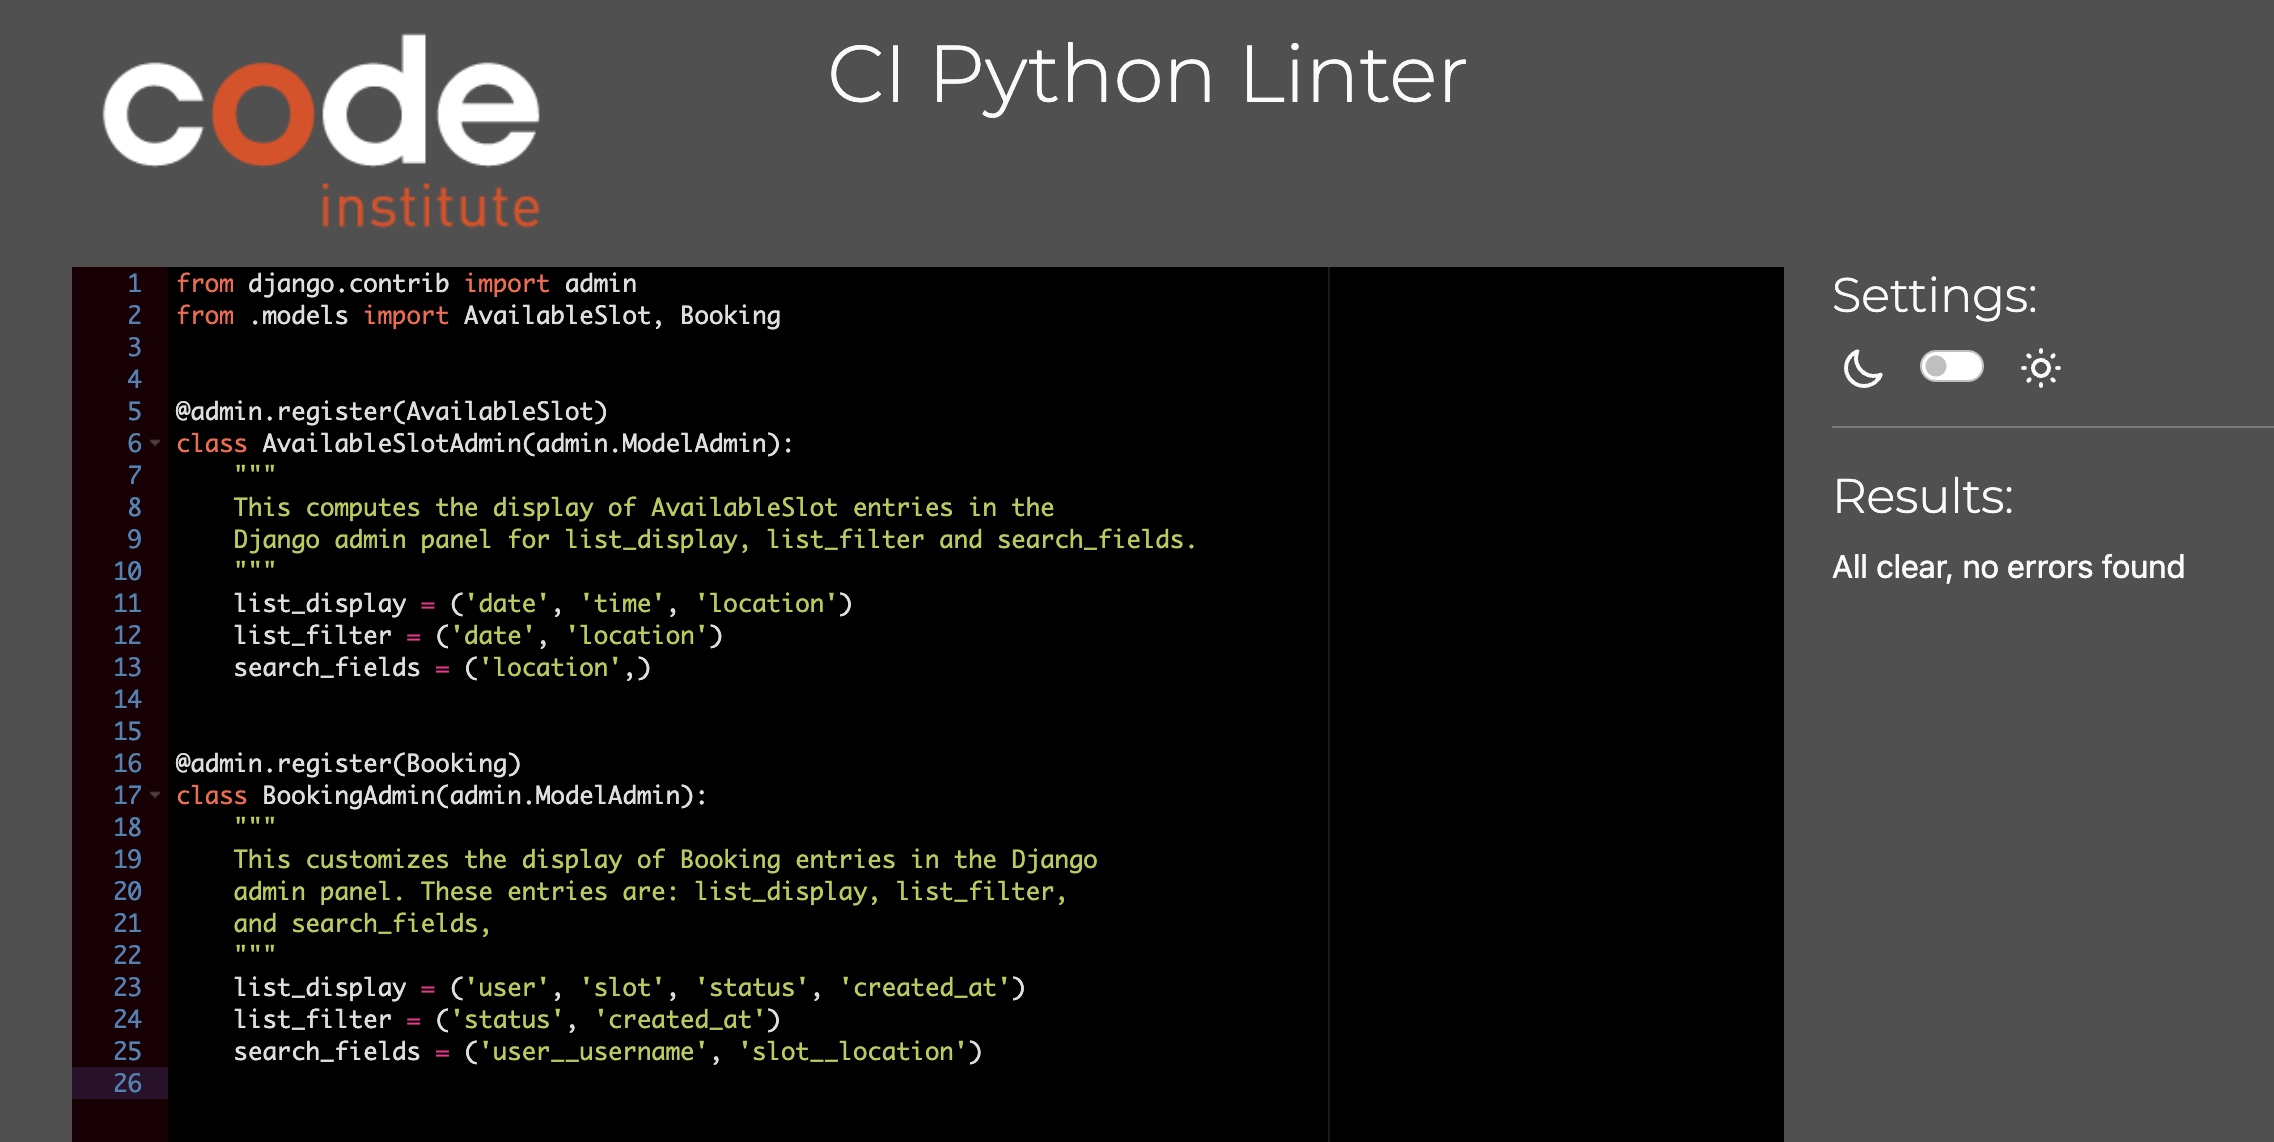 code
institute
CI Python Linter
1 from django.contrib import admin
2 from .models import AvailableSlot, Booking
3
4
5 @admin.register(AvailableSlot)
6 class AvailableSlotAdmin(admin.ModelAdmin):
7     """
8     This computes the display of AvailableSlot entries in the
9     Django admin panel for list_display, list_filter and search_fields.
10     """
11     list_display = ('date', 'time', 'location')
12     list_filter = ('date', 'location')
13     search_fields = ('location',)
14
15
16 @admin.register(Booking)
17 class BookingAdmin(admin.ModelAdmin):
18     """
19     This customizes the display of Booking entries in the Django
20     admin panel. These entries are: list_display, list_filter,
21     and search_fields,
22     """
23     list_display = ('user', 'slot', 'status', 'created_at')
24     list_filter = ('status', 'created_at')
25     search_fields = ('user__username', 'slot__location')
26
Settings:
Results:
All clear, no errors found